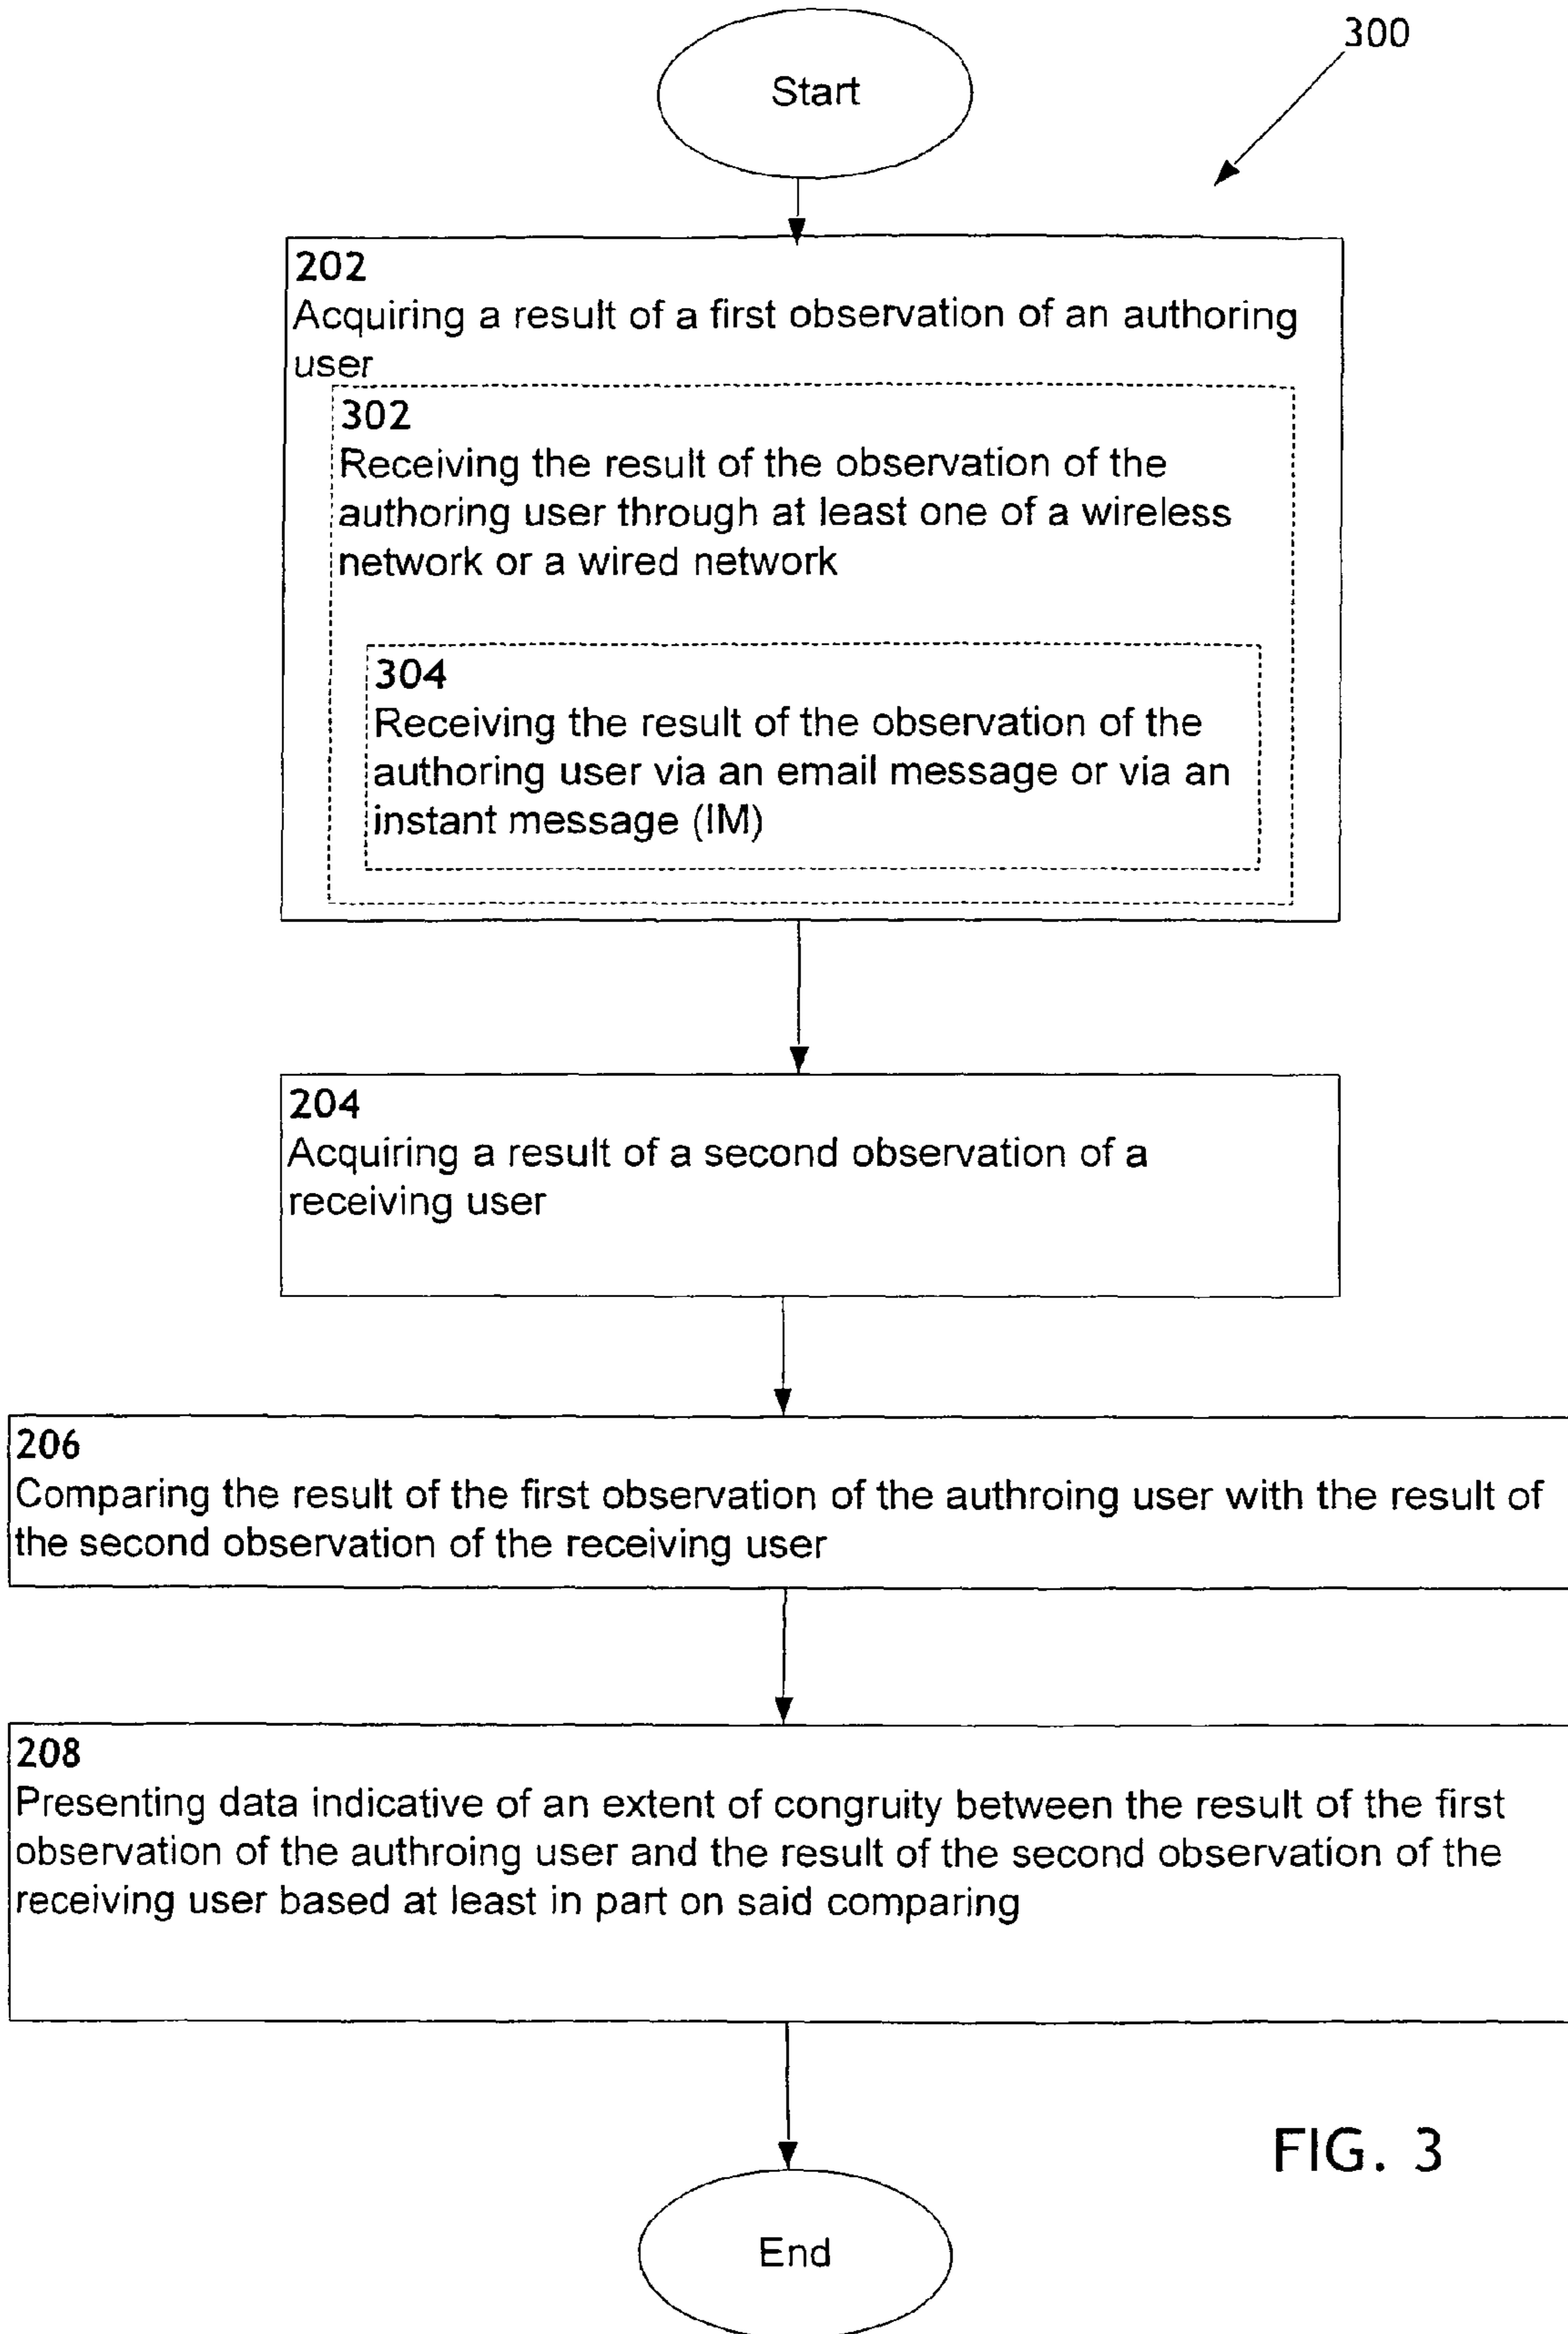 Start
300
202
Acquiring a result of a first observation of an authoring
user
302
Receiving the result of the observation of the
authoring user through at least one of a wireless
network or a wired network
304
Receiving the result of the observation of the
authoring user via an email message or via an
instant message (IM)
204
Acquiring a result of a second observation of a
receiving user
206
Comparing the result of the first observation of the authroing user with the result of
the second observation of the receiving user
208
Presenting data indicative of an extent of congruity between the result of the first
observation of the authroing user and the result of the second observation of the
receiving user based at least in part on said comparing
FIG. 3
End